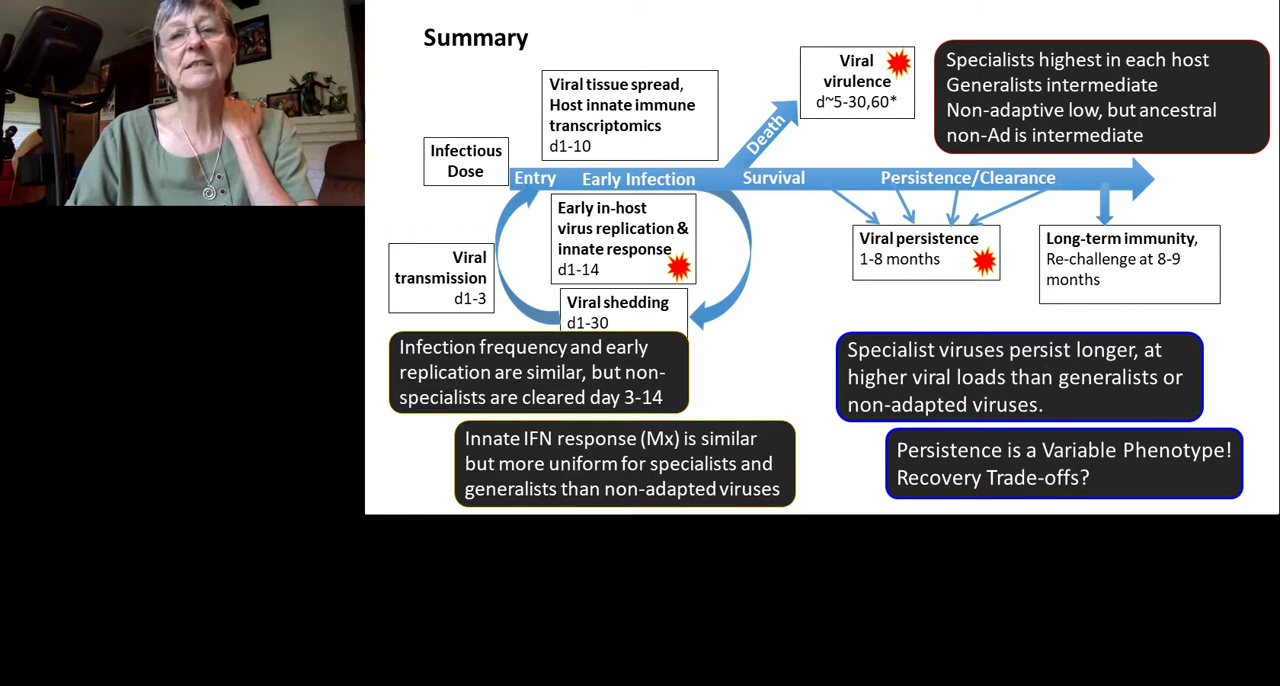 Summary
Viral tissue spread,
Host innate immune
transcriptomics
d1-10
Viral
virulence
d~5-30,60*
Specialists highest in each host
Generalists intermediate
Non-adaptive low, but ancestral
non-Ad is intermediate
Death
Infectious
Dose
Entry
Early Infection
Survival
Persistence/Clearance
Early in-host
virus replication &
innate response
d1-14
Viral
transmission
d1-3
Viral shedding
d1-30
Viral persistence
1-8 months
Long-term immunity,
Re-challenge at 8-9
months
Infection frequency and early
replication are similar, but non-
specialists are cleared day 3-14
Innate IFN response (Mx) is similar
but more uniform for specialists and
generalists than non-adapted viruses
Specialist viruses persist longer, at
higher viral loads than generalists or
non-adapted viruses.
Persistence is a Variable Phenotype!
Recovery Trade-offs?